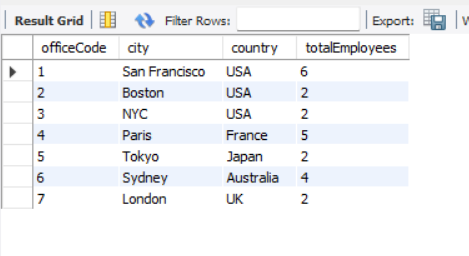 Result Grid Filter Rows: Export:
officeCode city country totalEmployees
1 San Francisco USA 6
2 Boston USA 2
3 NYC USA 2
4 Paris France 5
5 Tokyo Japan 2
6 Sydney Australia 4
7 London UK 2